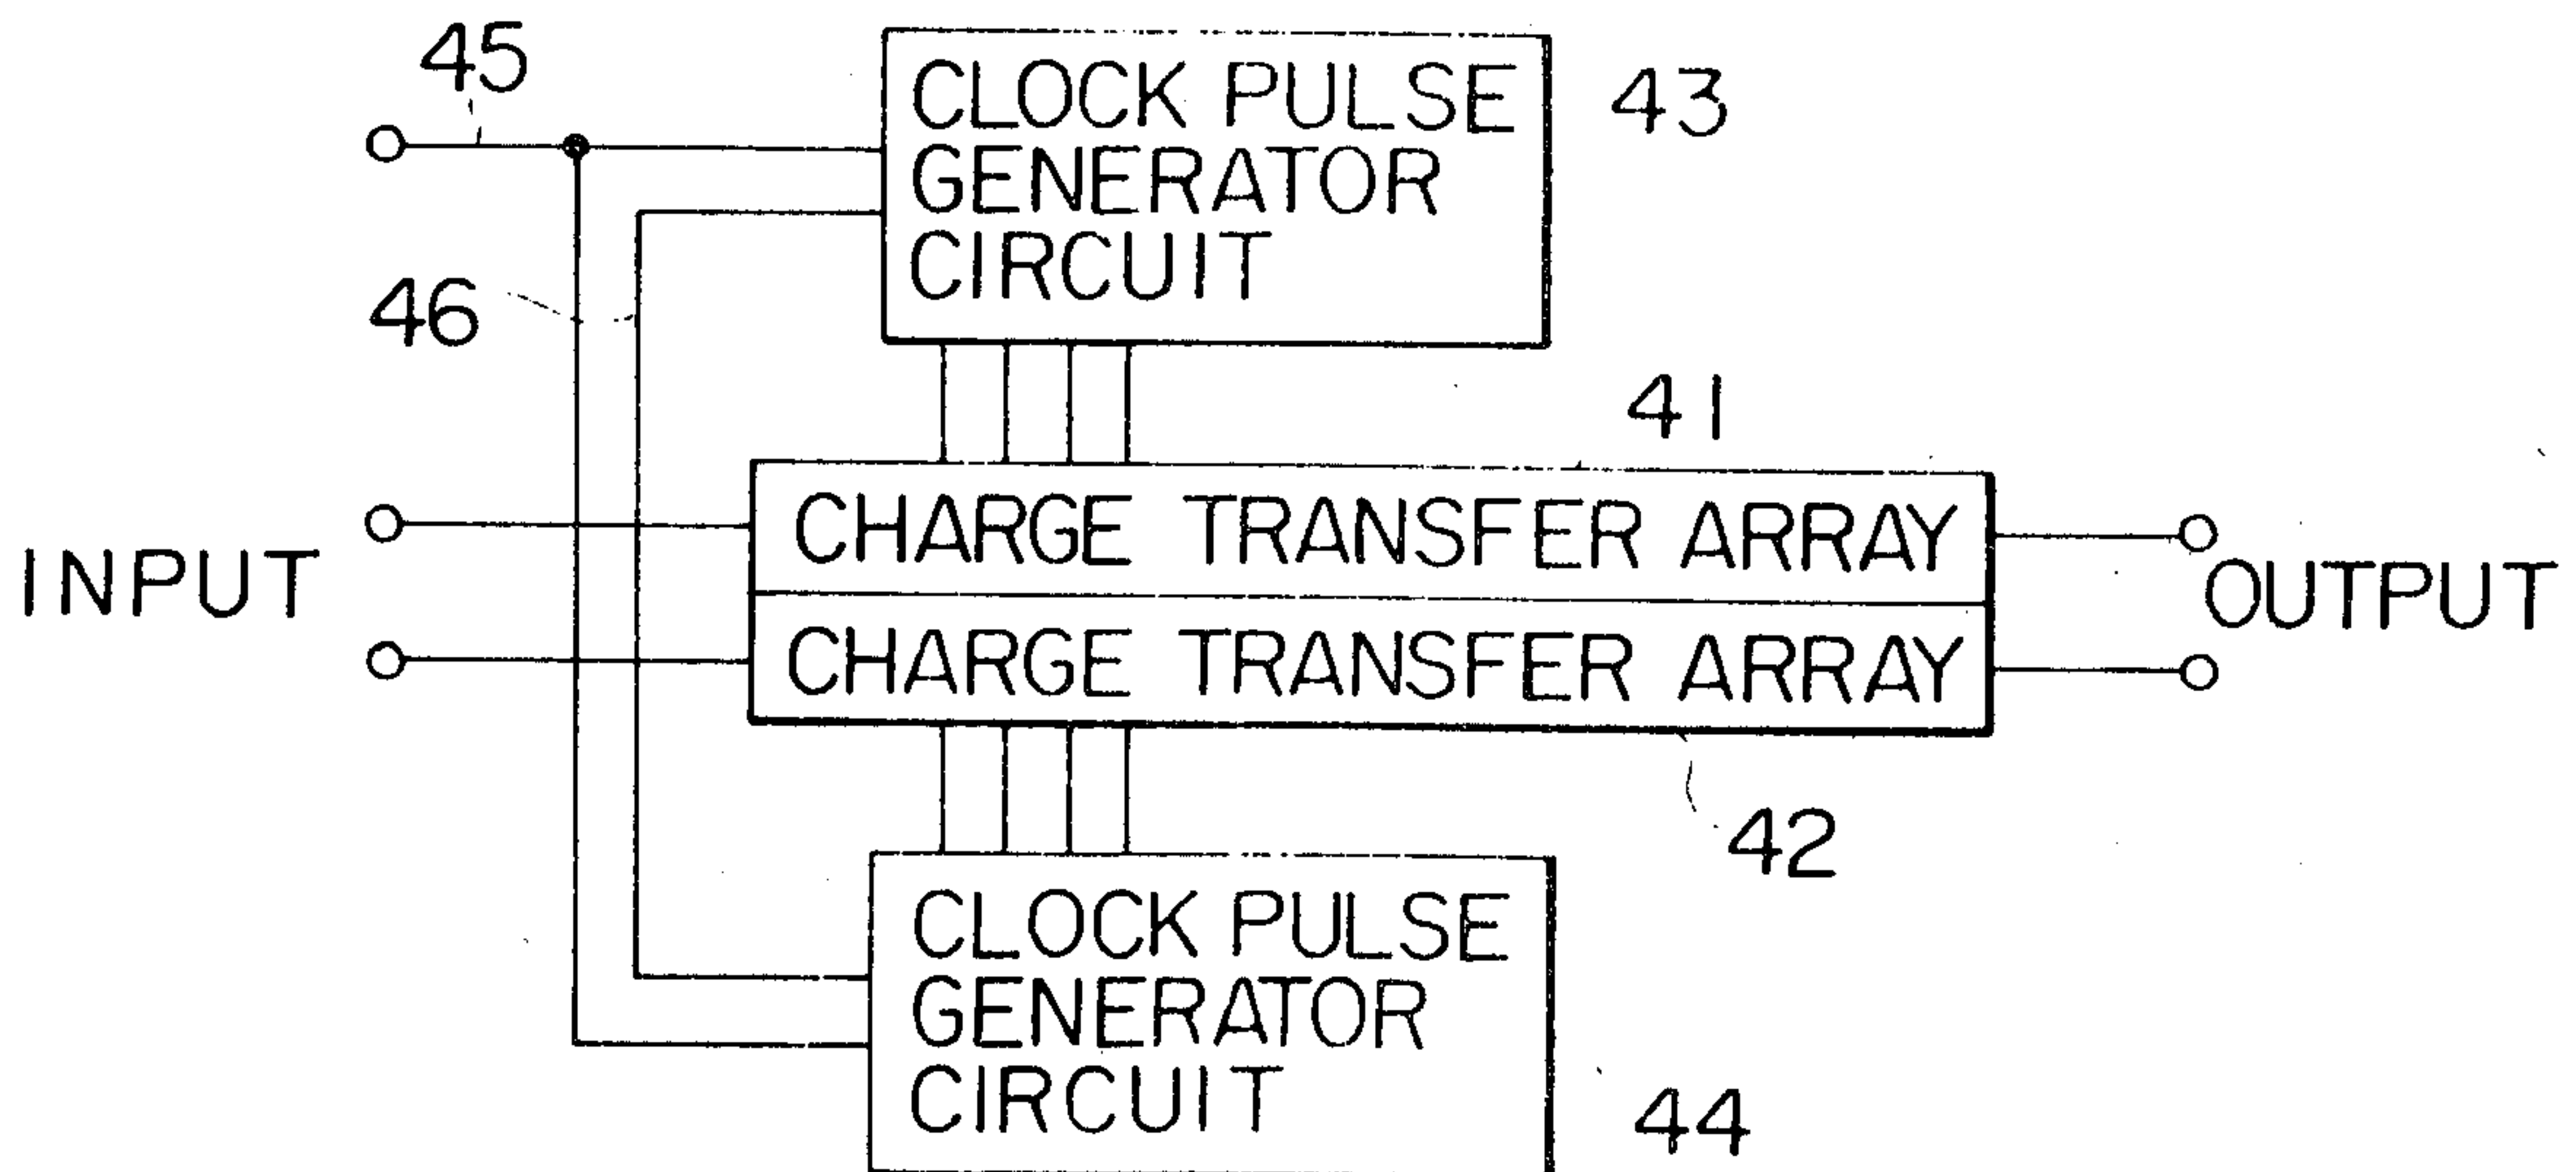 45
CLOCK PULSE
GENERATOR
CIRCUIT
43
46
41
INPUT
CHARGE TRANSFER ARRAY
CHARGE TRANSFER ARRAY
OUTPUT
42
CLOCK PULSE
GENERATOR
CIRCUIT
44